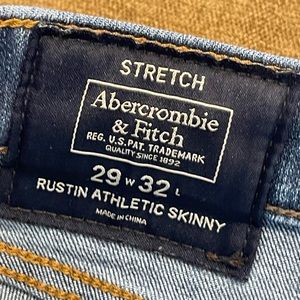 STRETCH
Abercrombie
& Fitch
REG. U.S. PAT. TRADEMARK
QUALITY SINCE 1892
29 W 32 L
RUSTIN ATHLETIC SKINNY
MADE IN CHINA